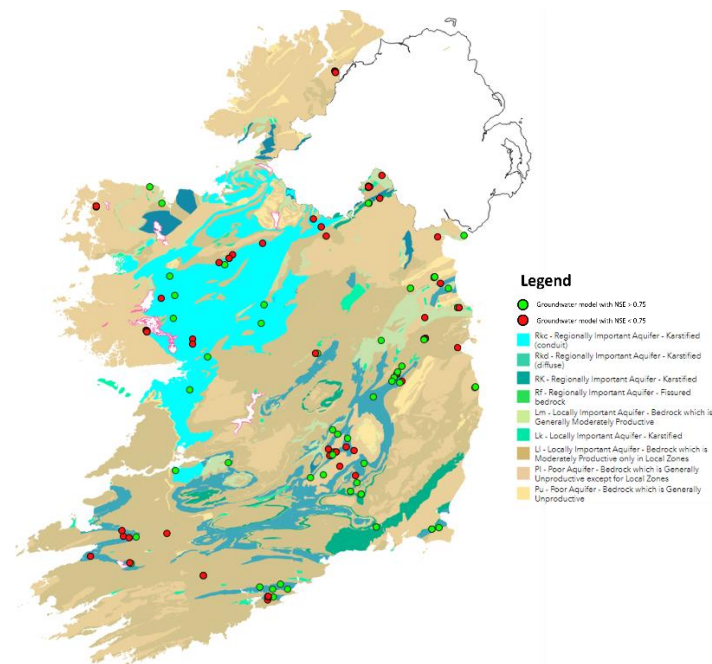 Legend
Groundwater model with NSE > 0.75
Groundwater model with NSE < 0.75
Rkc - Regionally Important Aquifer - Karstified
(conduit)
Rkd - Regionally Important Aquifer - Karstified
(diffuse)
RK - Regionally Important Aquifer - Karstified
Rf - Regionally Important Aquifer - Fissured
bedrock
Lm - Locally Important Aquifer - Bedrock which is
Generally Moderately Productive
Lk - Locally Important Aquifer - Karstified
Ll - Locally Important Aquifer - Bedrock which is
Moderately Productive only in Local Zones
Pl - Poor Aquifer - Bedrock which is Generally
Unproductive except for Local Zones
Pu - Poor Aquifer - Bedrock which is Generally
Unproductive